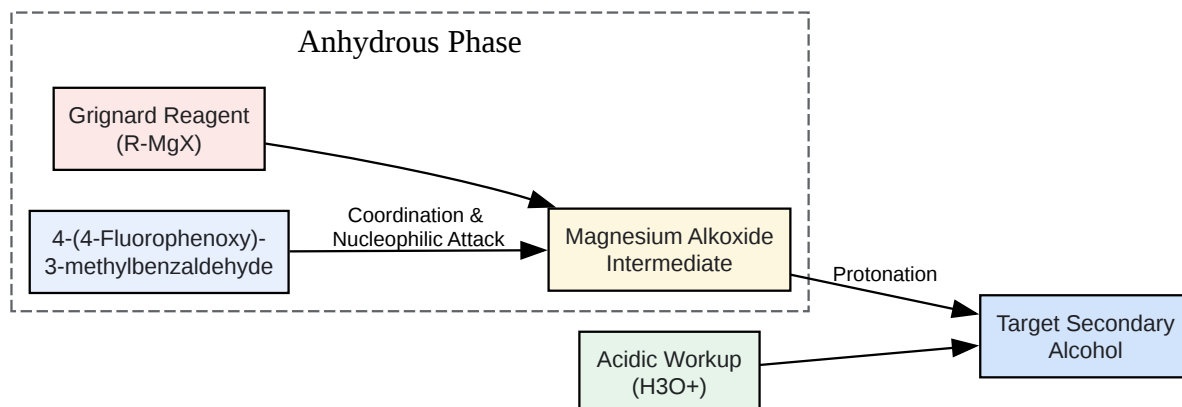 Anhydrous Phase
Grignard Reagent
(R-MgX)
4-(4-Fluorophenoxy)-
3-methylbenzaldehyde
Coordination &
Nucleophilic Attack
Magnesium Alkoxide
Intermediate
Protonation
Acidic Workup
(H3O+)
Target Secondary
Alcohol